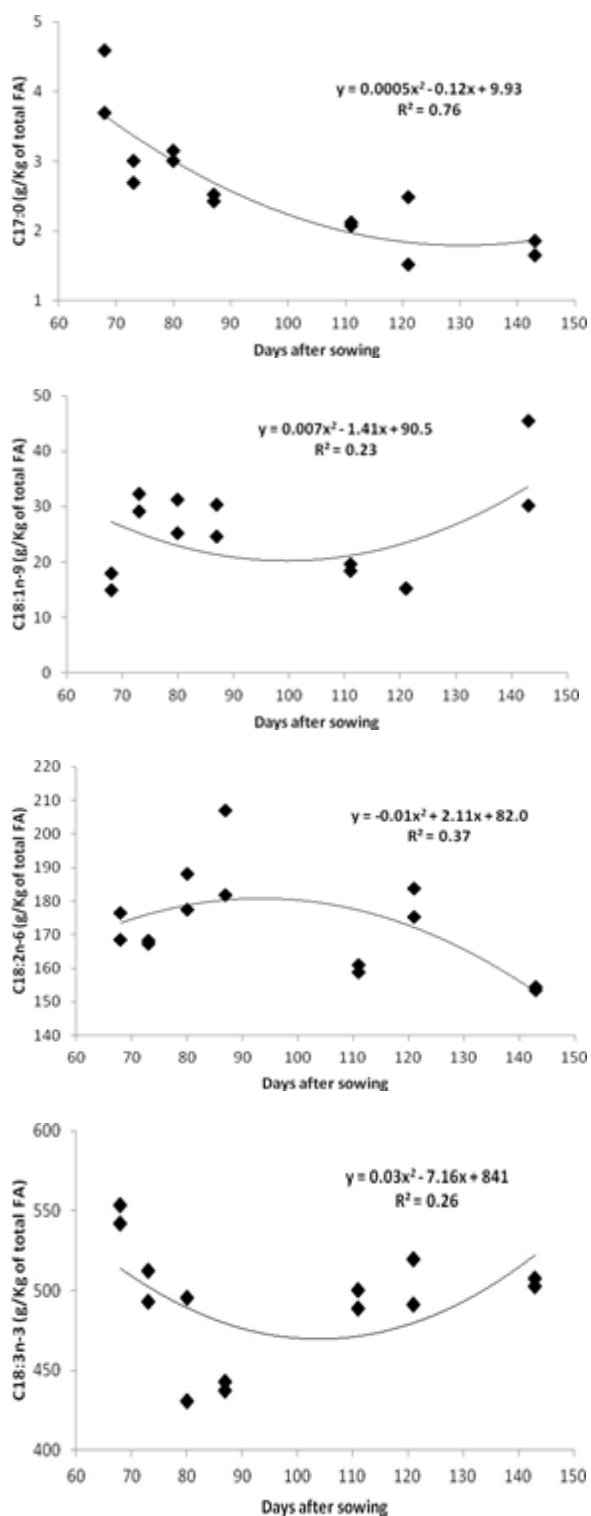 5
y = 0.0005x² - 0.12x + 9.93
R² = 0.76
4
3
2
1
C17:0 (g/Kg of total FA)
60 70 80 90 100 110 120 130 140 150
Days after sowing
50
y = 0.007x² - 1.41x + 90.5
R² = 0.23
40
30
20
10
0
C18:1n-9 (g/Kg of total FA)
60 70 80 90 100 110 120 130 140 150
Days after sowing
220
210
y = -0.01x² + 2.11x + 82.0
R² = 0.37
200
190
180
170
160
150
140
C18:2n-6 (g/Kg of total FA)
60 70 80 90 100 110 120 130 140 150
Days after sowing
600
y = 0.03x² - 7.16x + 841
R² = 0.26
550
500
450
400
C18:3n-3 (g/Kg of total FA)
60 70 80 90 100 110 120 130 140 150
Days after sowing